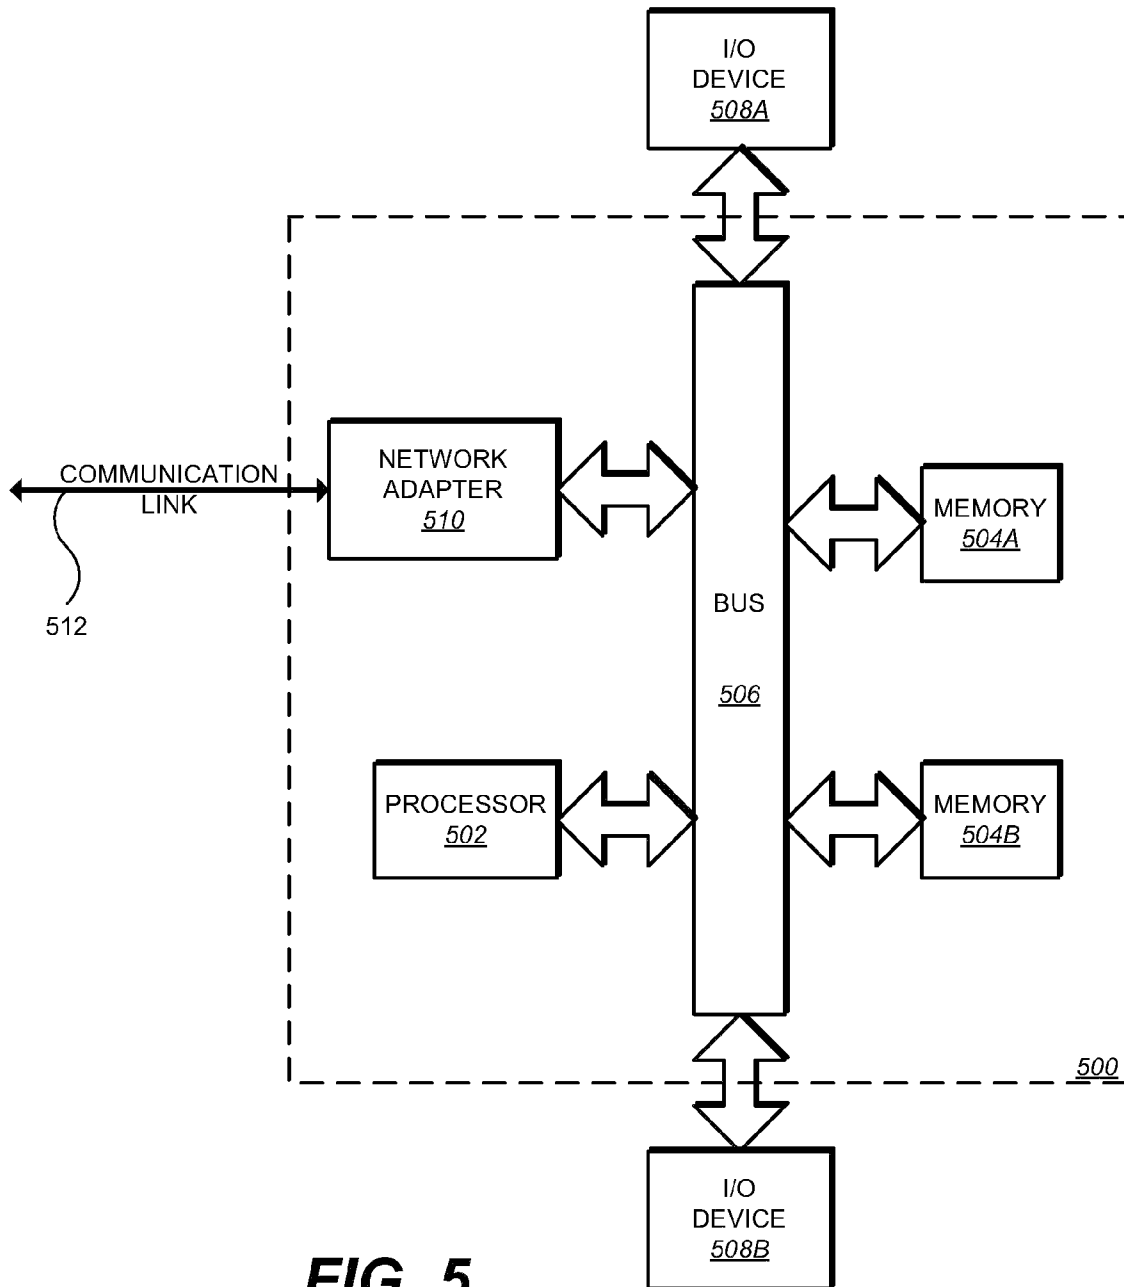 I/O
DEVICE
508A
NETWORK
ADAPTER
510
COMMUNICATION
LINK
512
MEMORY
504A
BUS
506
PROCESSOR
502
MEMORY
504B
500
I/O
DEVICE
508B
FIG. 5